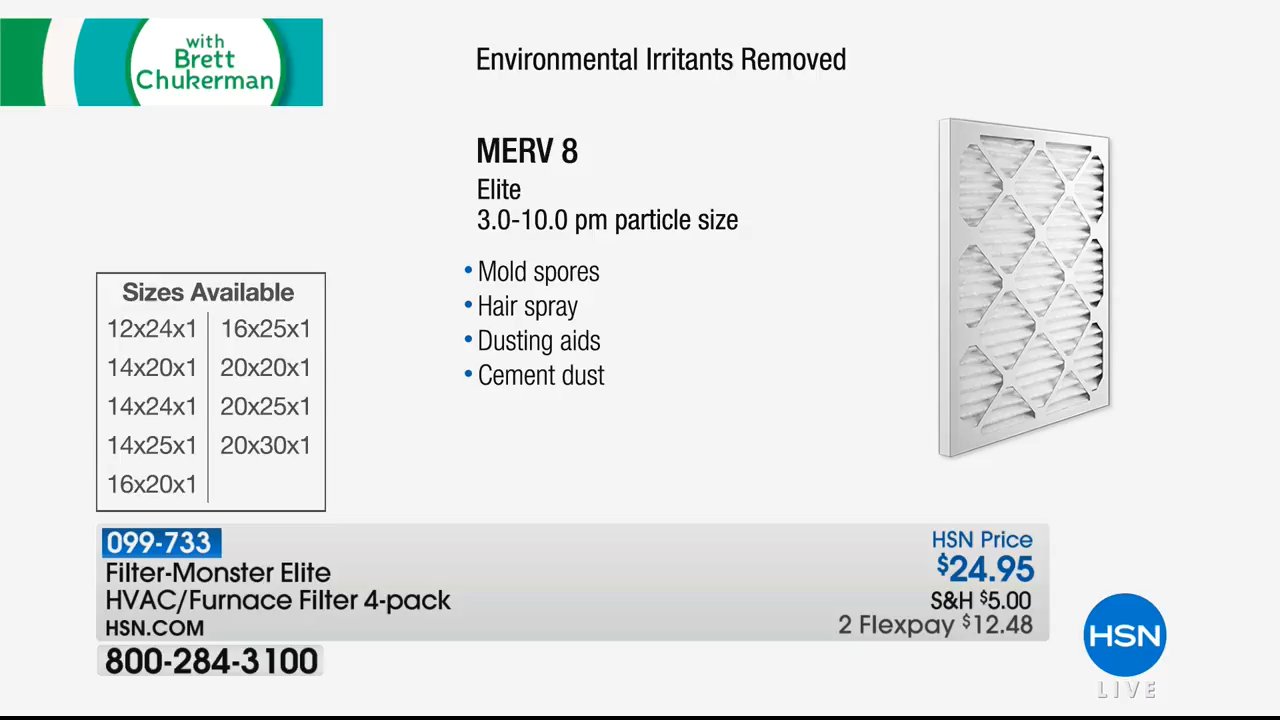 with
Brett
Chukerman
Environmental Irritants Removed
MERV 8
Elite
3.0-10.0 pm particle size
• Mold spores
• Hair spray
• Dusting aids
• Cement dust
Sizes Available
12x24x1 16x25x1
14x20x1 20x20x1
14x24x1 20x25x1
14x25x1 20x30x1
16x20x1
099-733
Filter-Monster Elite
HVAC/Furnace Filter 4-pack
HSN.COM
800-284-3100
HSN Price
$24.95
S&H $5.00
2 Flexpay $12.48
HSN
LIVE